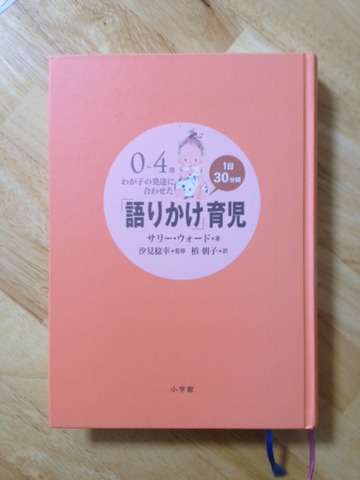 0~4歳
わが子の発達に
合わせた
1日
30分間
「語りかけ」育児
サリー・ウォード●著
汐見稔幸●監修 槙 朝子●訳
小学館